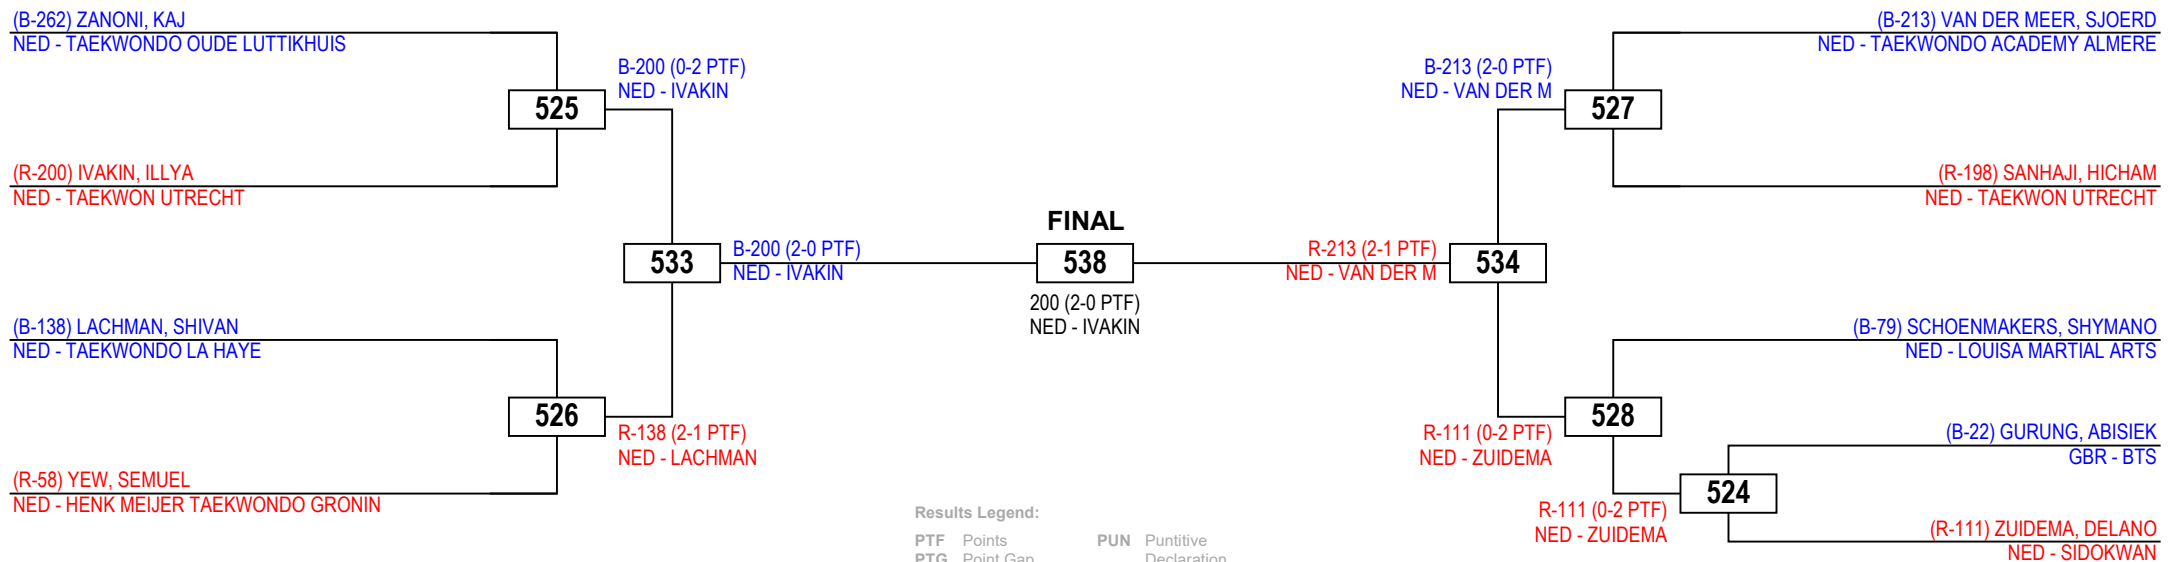 (B-262) ZANONI, KAJ
NED - TAEKWONDO OUDE LUTTIKHUIS
B-200 (0-2 PTF)
NED - IVAKIN
525
(R-200) IVAKIN, ILLYA
NED - TAEKWON UTRECHT
533
B-200 (2-0 PTF)
NED - IVAKIN
(B-138) LACHMAN, SHIVAN
NED - TAEKWONDO LA HAYE
526
R-138 (2-1 PTF)
NED - LACHMAN
(R-58) YEW, SEMUEL
NED - HENK MEIJER TAEKWONDO GRONIN
FINAL
538
200 (2-0 PTF)
NED - IVAKIN
(B-213) VAN DER MEER, SJOERD
NED - TAEKWONDO ACADEMY ALMERE
B-213 (2-0 PTF)
NED - VAN DER M
527
(R-198) SANHAJI, HICHAM
NED - TAEKWON UTRECHT
R-213 (2-1 PTF)
NED - VAN DER M
534
(B-79) SCHOENMAKERS, SHYMANO
NED - LOUISA MARTIAL ARTS
528
R-111 (0-2 PTF)
NED - ZUIDEMA
(B-22) GURUNG, ABISIEK
GBR - BTS
524
R-111 (0-2 PTF)
NED - ZUIDEMA
(R-111) ZUIDEMA, DELANO
NED - SIDOKWAN
Results Legend:
PTF Points PUN Puntitive
PTG Point Gap Declaration